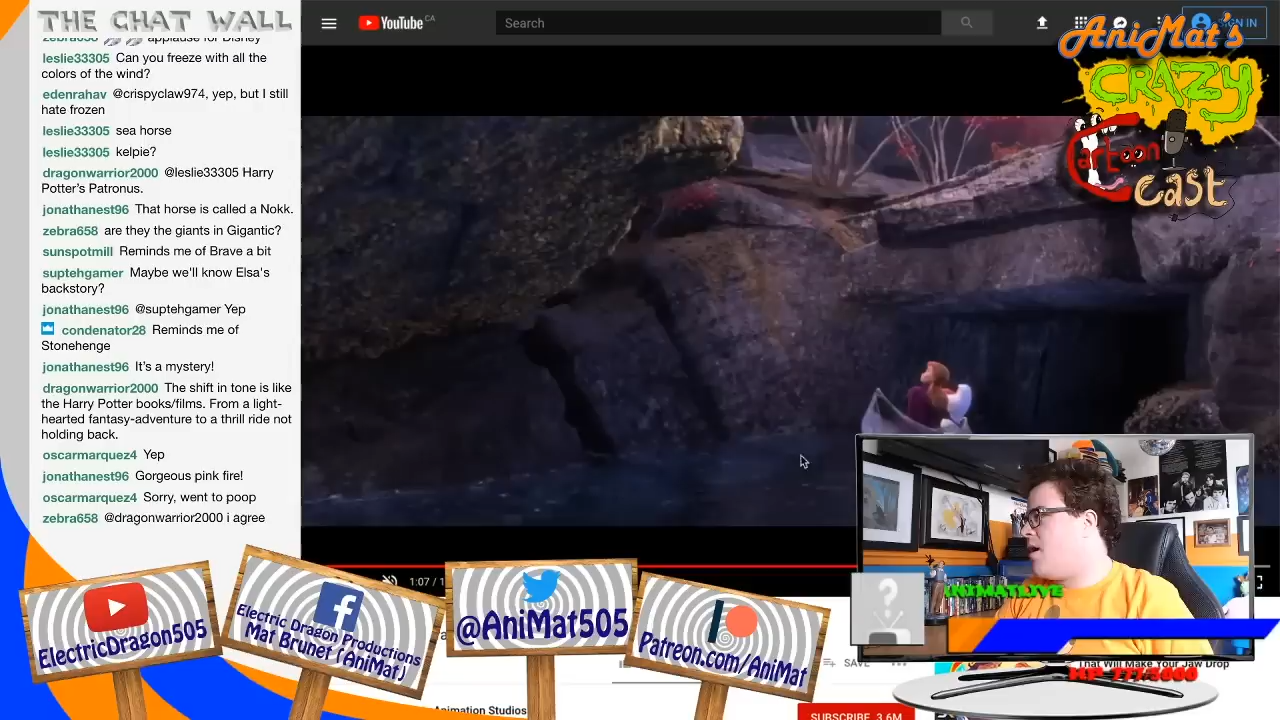 THE CHAT WALL
zebra658 applause for Disney
leslie33305 Can you freeze with all the
colors of the wind?
edenrahav @crispyclaw974, yep, but I still
hate frozen
leslie33305 sea horse
leslie33305 kelpie?
dragonwarrior2000 @leslie33305 Harry
Potter's Patronus.
jonathanest96 That horse is called a Nokk.
zebra658 are they the giants in Gigantic?
sunspotmill Reminds me of Brave a bit
suptehgamer Maybe we'll know Elsa's
backstory?
jonathanest96 @suptehgamer Yep
condenator28 Reminds me of
Stonehenge
jonathanest96 It's a mystery!
dragonwarrior2000 The shift in tone is like
the Harry Potter books/films. From a light-
hearted fantasy-adventure to a thrill ride not
holding back.
oscarmarquez4 Yep
jonathanest96 Gorgeous pink fire!
oscarmarquez4 Sorry, went to poop
zebra658 @dragonwarrior2000 i agree
YouTube CA
Search
SIGN IN
AniMat's
CRAZY
Cartoon
Cast
1:07 / 1
ANIMATLIVE
ElectricDragon505
Electric Dragon Productions
Mat Brunet (AniMat)
@AniMat505
Patreon.com/AniMat
SAVE
That Will Make Your Jaw Drop
HP 777/5000
Animation Studios
SUBSCRIBE 3.6M